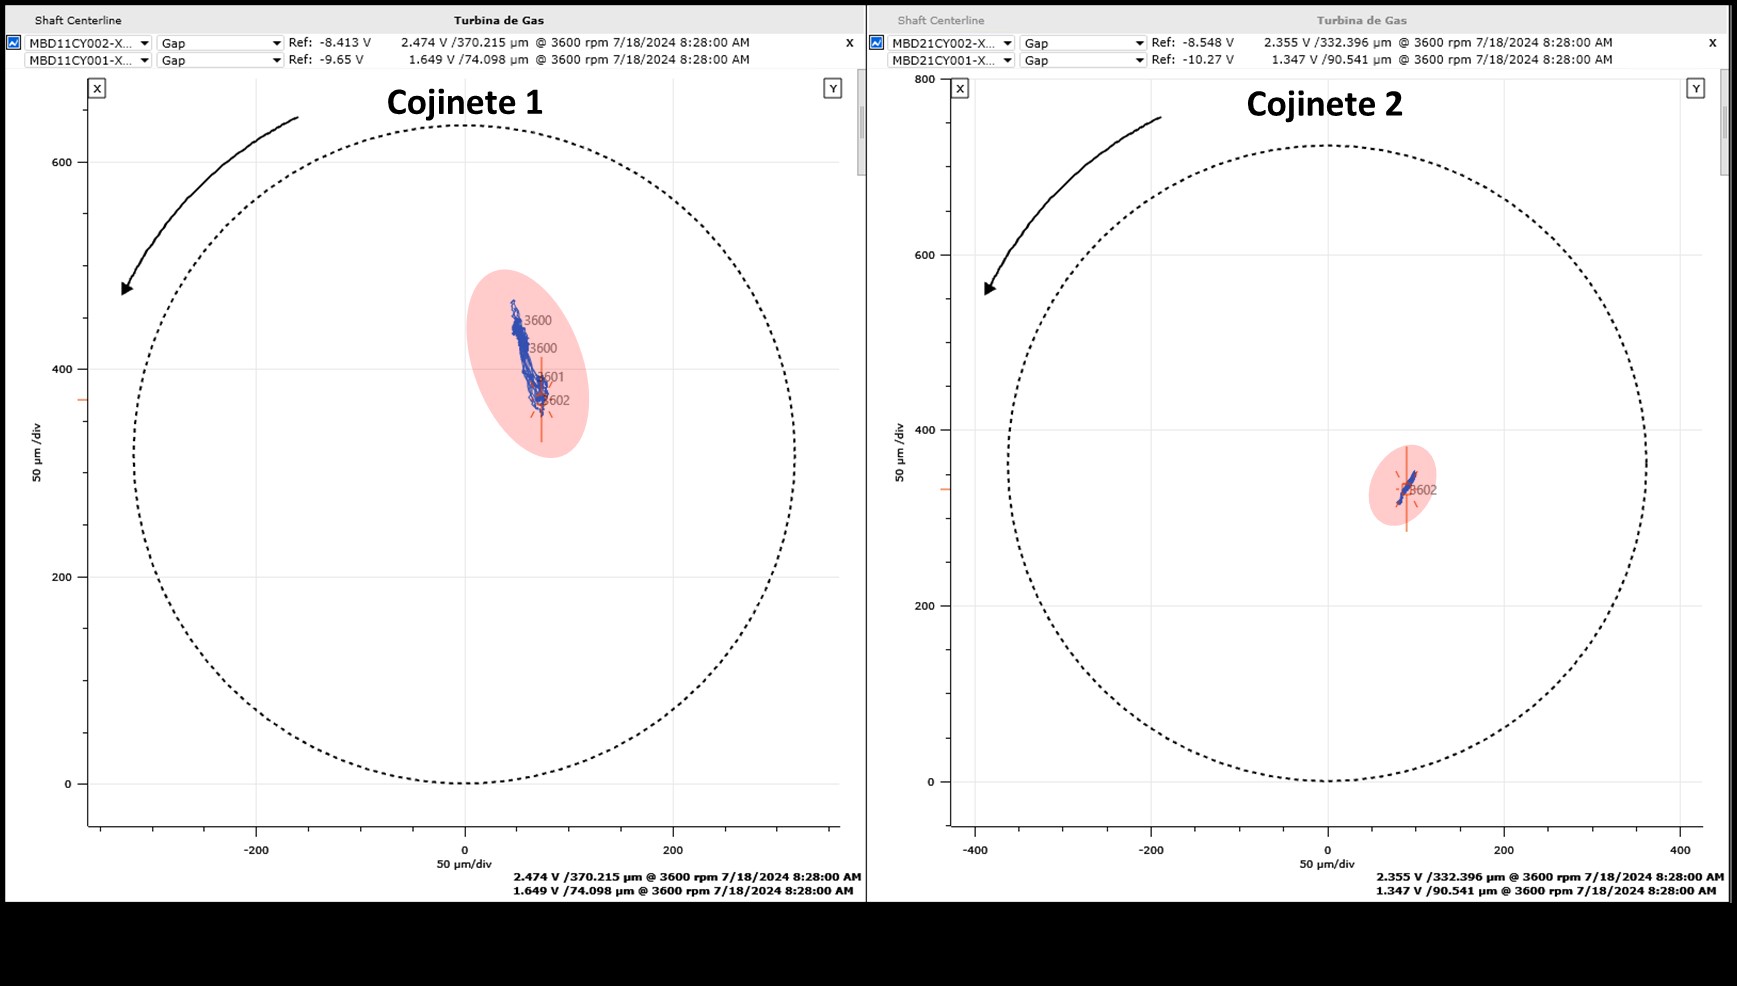 Shaft Centerline Turbina de Gas
MBD11CY002-X... Gap Ref: -8.413 V 2.474 V /370.215 µm @ 3600 rpm 7/18/2024 8:28:00 AM X
MBD11CY001-X... Gap Ref: -9.65 V 1.649 V /74.098 µm @ 3600 rpm 7/18/2024 8:28:00 AM
X Cojinete 1 Y
600
3600
3600
400
3601
3602
50 µm /div
200
0
-200 0 200
50 µm/div
2.474 V /370.215 µm @ 3600 rpm 7/18/2024 8:28:00 AM
1.649 V /74.098 µm @ 3600 rpm 7/18/2024 8:28:00 AM
Shaft Centerline Turbina de Gas
MBD21CY002-X... Gap Ref: -8.548 V 2.355 V /332.396 µm @ 3600 rpm 7/18/2024 8:28:00 AM X
MBD21CY001-X... Gap Ref: -10.27 V 1.347 V /90.541 µm @ 3600 rpm 7/18/2024 8:28:00 AM
800
X Cojinete 2 Y
600
400
50 µm /div
3602
200
0
-400 -200 0 200 400
50 µm/div
2.355 V /332.396 µm @ 3600 rpm 7/18/2024 8:28:00 AM
1.347 V /90.541 µm @ 3600 rpm 7/18/2024 8:28:00 AM